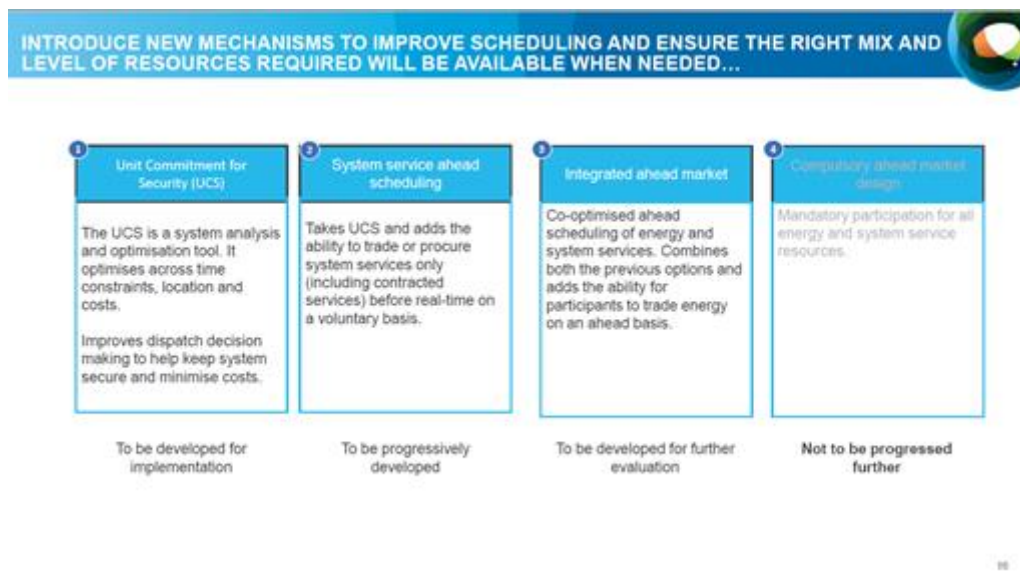 INTRODUCE NEW MECHANISMS TO IMPROVE SCHEDULING AND ENSURE THE RIGHT MIX AND
LEVEL OF RESOURCES REQUIRED WILL BE AVAILABLE WHEN NEEDED...
1
Unit Commitment for
Security (UCS)
The UCS is a system analysis
and optimisation tool. It
optimises across time
constraints, location and
costs.
Improves dispatch decision
making to help keep system
secure and minimise costs.
To be developed for
implementation
2
System service ahead
scheduling
Takes UCS and adds the
ability to trade or procure
system services only
(including contracted
services) before real-time on
a voluntary basis.
To be progressively
developed
3
Integrated ahead market
Co-optimised ahead
scheduling of energy and
system services. Combines
both the previous options and
adds the ability for
participants to trade energy
on an ahead basis.
To be developed for further
evaluation
4
Compulsory ahead market
design
Mandatory participation for all
energy and system service
resources.
Not to be progressed
further